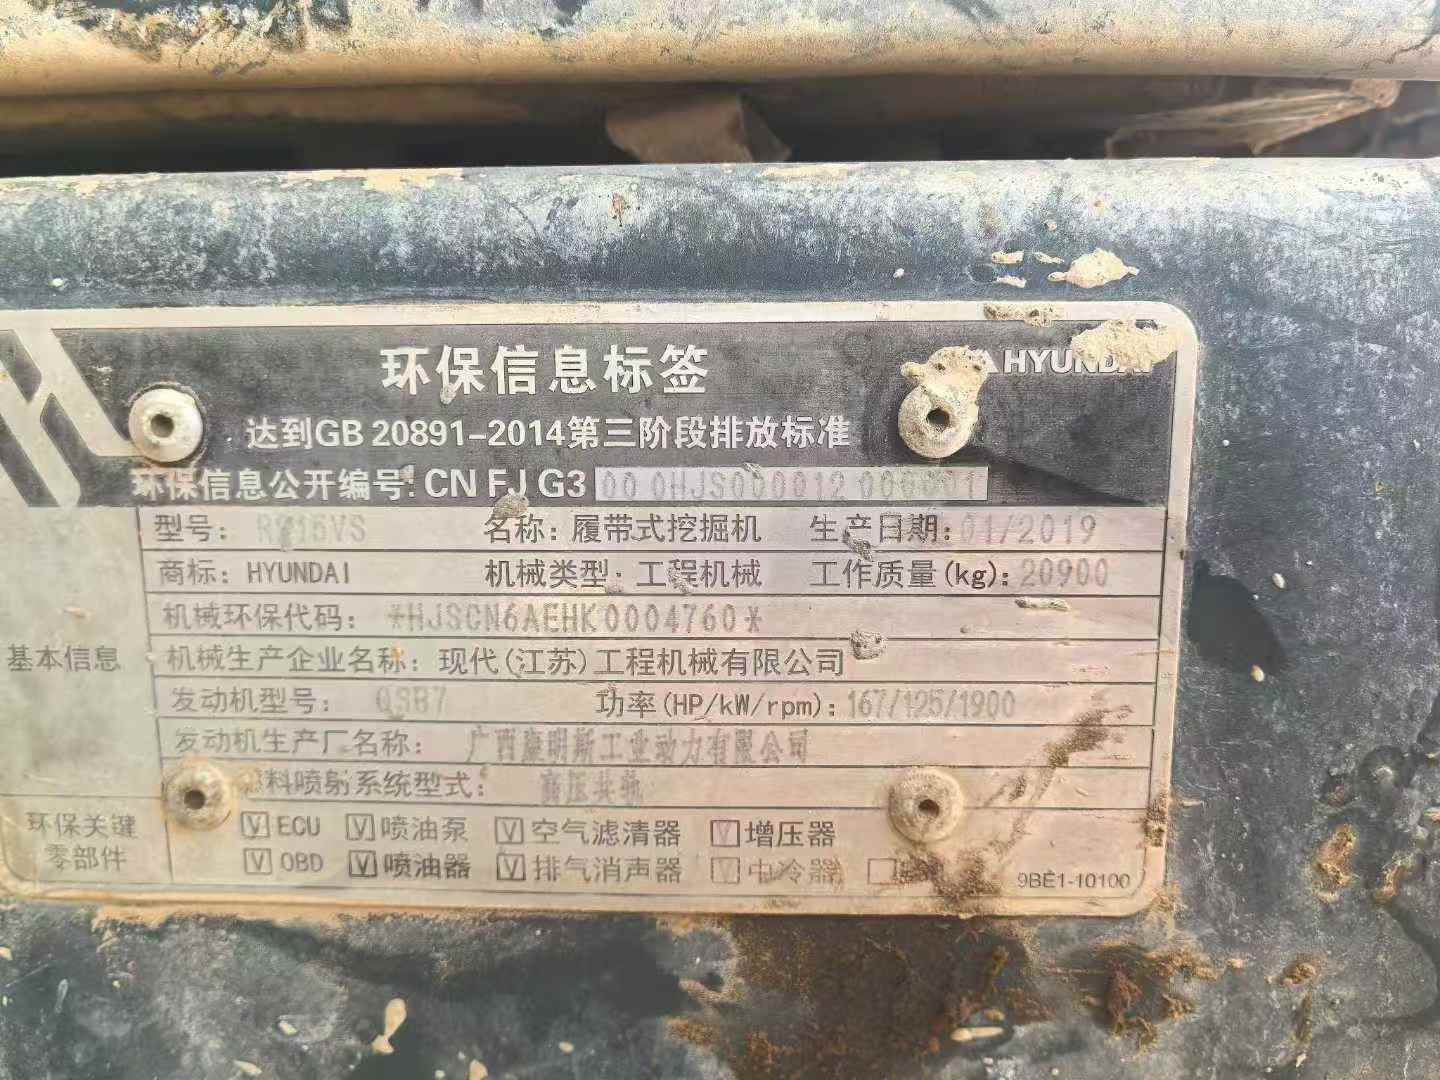 环保信息标签
HYUNDAI
达到GB 20891-2014第三阶段排放标准
环保信息公开编号: CN FJ G3 00 0HJS000012 000001
型号: R215VS 名称: 履带式挖掘机 生产日期: 01/2019
商标: HYUNDAI 机械类型: 工程机械 工作质量(kg): 20900
机械环保代码: *HJSCN6AEHK0004760*
基本信息
机械生产企业名称: 现代(江苏)工程机械有限公司
发动机型号: QSB7 功率(HP/kW/rpm): 167/125/1900
发动机生产厂名称: 广西康明斯工业动力有限公司
燃料喷射系统型式: 高压共轨
环保关键零部件
V ECU V 喷油泵 V 空气滤清器 V 增压器
V OBD V 喷油器 V 排气消声器 V 中冷器
9BE1-10100